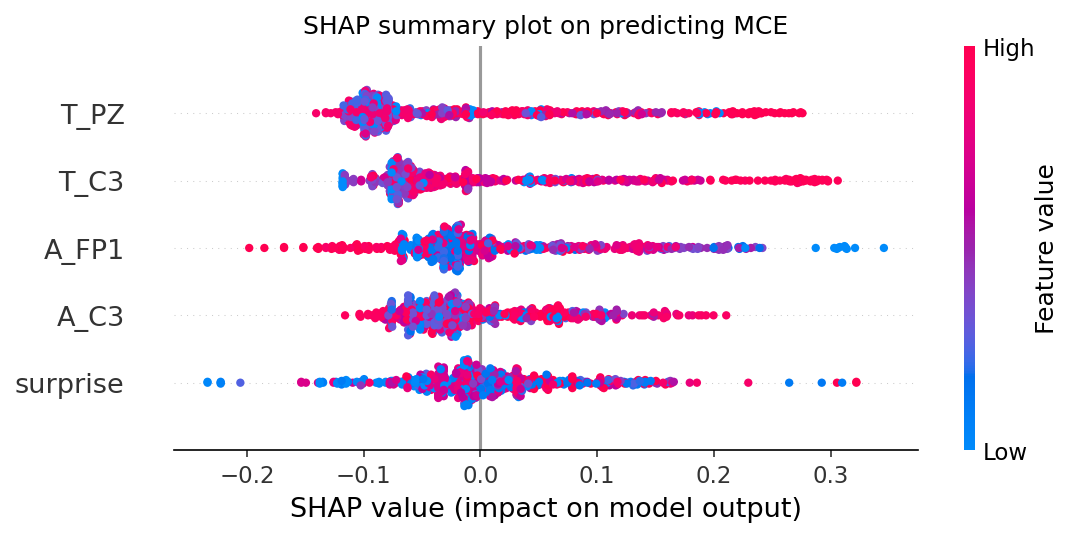 SHAP summary plot on predicting MCE
High
T_PZ
T_C3
A_FP1
A_C3
surprise
Feature value
Low
−0.2 −0.1 0.0 0.1 0.2 0.3
SHAP value (impact on model output)